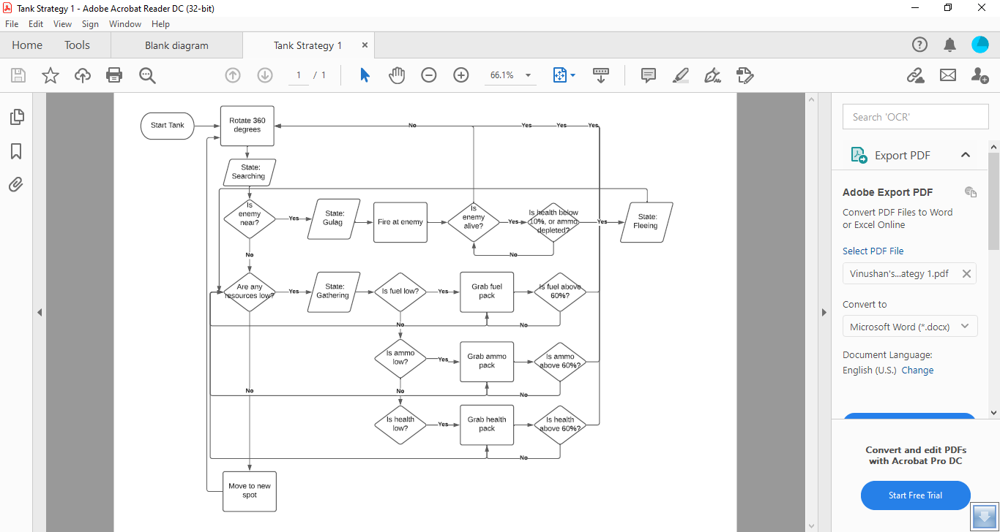 Tank Strategy 1 - Adobe Acrobat Reader DC (32-bit)
File Edit View Sign Window Help
Home Tools Blank diagram Tank Strategy 1 ×
1 / 1 66.1%
Start Tank
Rotate 360
degrees
No
Yes
Yes
Yes
State:
Searching
Is
enemy
near?
Yes
State:
Gulag
Fire at enemy
Is
enemy
alive?
Yes
Is health below
10%, or ammo
depleted?
Yes
State:
Fleeing
No
No
Are any
resources low?
Yes
State:
Gathering
Is fuel low?
Yes
Grab fuel
pack
Is fuel above
60%?
No
No
Is ammo
low?
Yes
Grab ammo
pack
Is ammo
above 60%?
No
No
No
Is health
low?
Yes
Grab health
pack
Is health
above 60%?
No
Move to new
spot
Search 'OCR'
Export PDF
Adobe Export PDF
Convert PDF Files to Word
or Excel Online
Select PDF File
Vinushan's...ategy 1.pdf
Convert to
Microsoft Word (*.docx)
Document Language:
English (U.S.) Change
Convert and edit PDFs
with Acrobat Pro DC
Start Free Trial